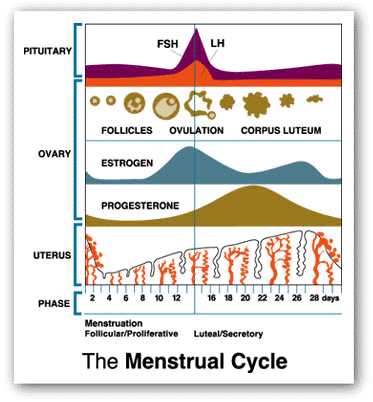 PITUITARY
FSH LH
OVARY
FOLLICLES OVULATION CORPUS LUTEUM
ESTROGEN
PROGESTERONE
UTERUS
PHASE
2 4 6 8 10 12 16 18 20 22 24 26 28 days
Menstruation
Follicular/Proliferative Luteal/Secretory
The Menstrual Cycle